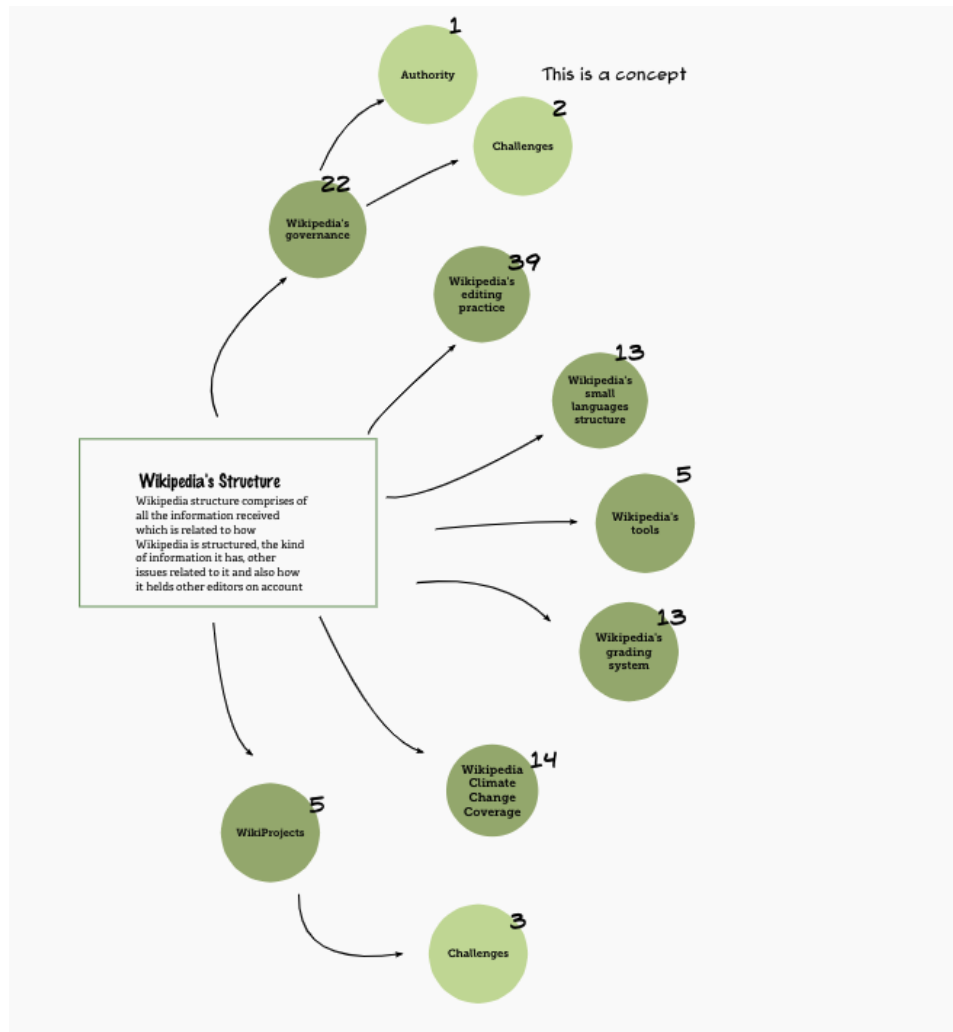 1
Authority
This is a concept
2
Challenges
22
Wikipedia's
governance
39
Wikipedia's
editing
practice
13
Wikipedia's
small
languages
structure
Wikipedia's Structure
Wikipedia structure comprises of
all the information received
which is related to how
Wikipedia is structured, the kind
of information it has, other
issues related to it and also how
it helds other editors on account
5
Wikipedia's
tools
13
Wikipedia's
grading
system
14
Wikipedia
Climate
Change
Coverage
5
WikiProjects
3
Challenges